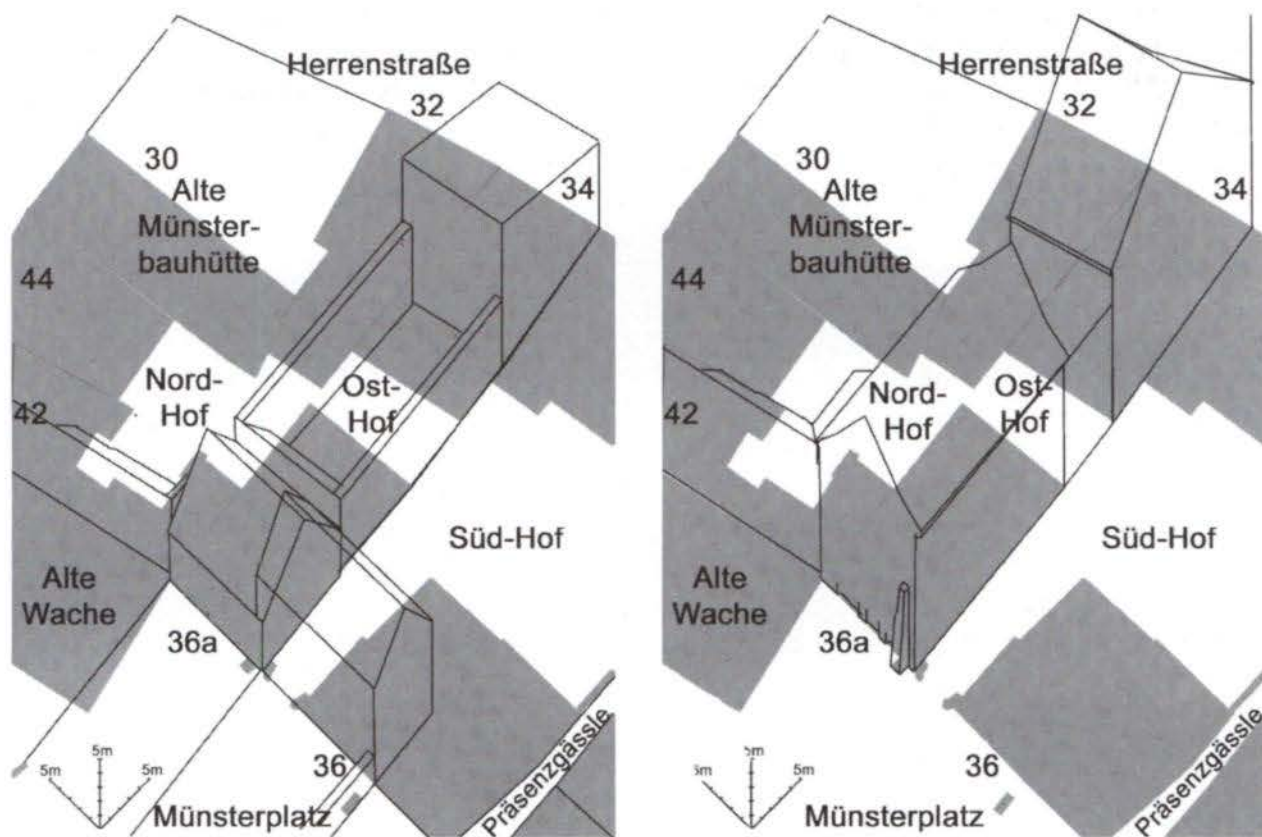 Herrenstraße
32
30
34
Alte
Münster-
bauhütte
44
Nord-
Hof
Ost-
Hof
42
Süd-Hof
Alte
Wache
36a
36
5m
5m
5m
Münsterplatz
Präsenzgässle
Herrenstraße
32
30
34
Alte
Münster-
bauhütte
44
Nord-
Hof
Ost-
Hof
42
Süd-Hof
Alte
Wache
36a
36
5m
5m
5m
Münsterplatz
Präsenzgässle